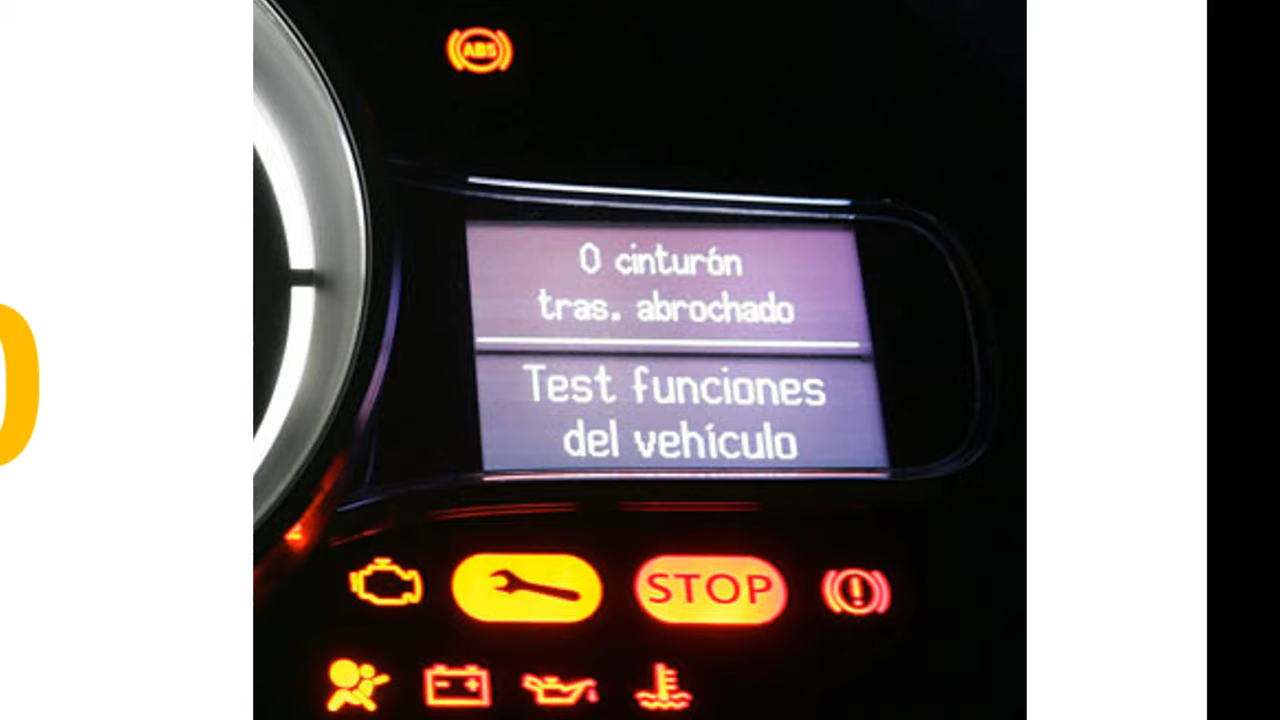 ABS
0 cinturón
tras. abrochado
Test funciones
del vehículo
STOP